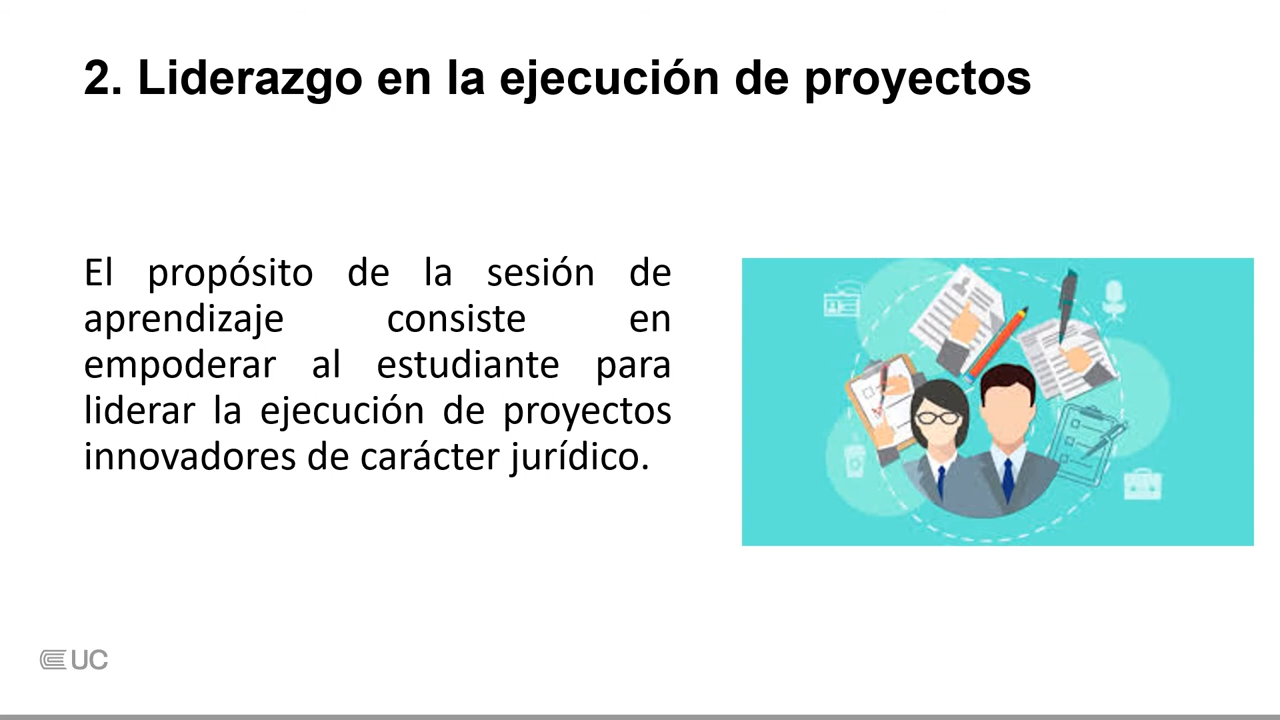 2. Liderazgo en la ejecución de proyectos
El propósito de la sesión de
aprendizaje consiste en
empoderar al estudiante para
liderar la ejecución de proyectos
innovadores de carácter jurídico.
UC